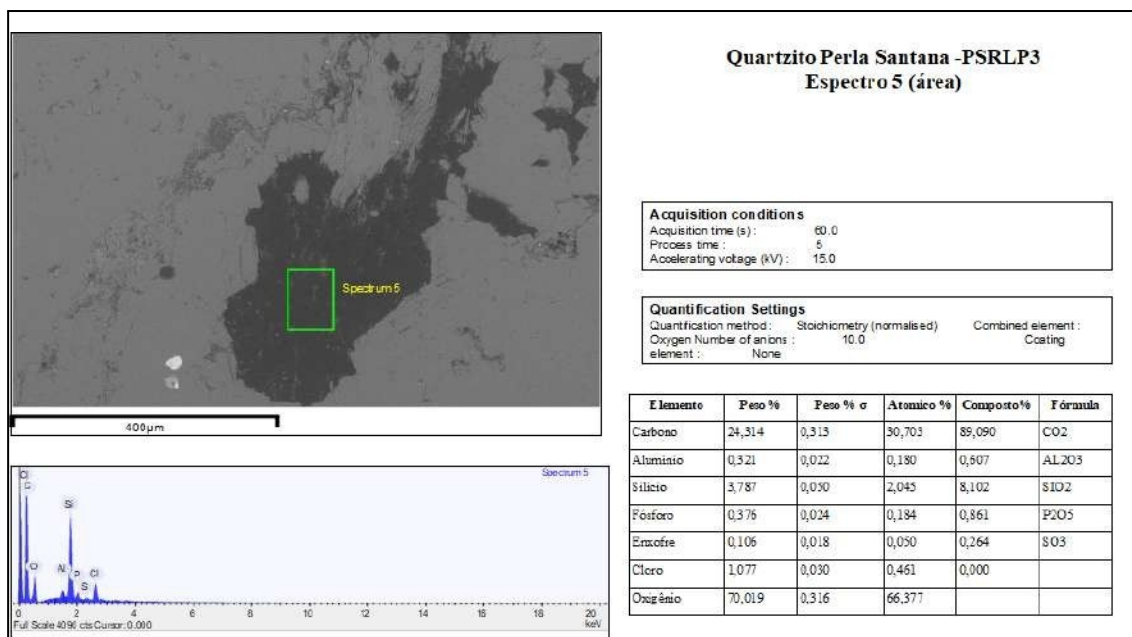 Quartzito Perla Santana -PSRLP3
Espectro 5 (área)
Spectrum 5
400µm
Acquisition conditions
Acquisition time (s) : 60.0
Process time : 5
Accelerating voltage (kV) : 15.0
Quantification Settings
Quantification method : Stoichiometry (normalised) Combined element :
Oxygen Number of anions : 10.0 Coating
element : None
Elemento Peso % Peso % σ Atomico % Composto% Fórmula
Carbono 24,314 0,313 30,703 89,090 CO2
Aluminio 0,321 0,022 0,180 0,607 AL2O3
Silicio 3,787 0,050 2,045 8,102 SIO2
Fósforo 0,376 0,024 0,184 0,861 P2O5
Enxofre 0,106 0,018 0,050 0,264 SO3
Cloro 1,077 0,030 0,461 0,000
Oxigênio 70,019 0,316 66,377
Spectrum 5
Cl
C
Si
O Al P Cl
S
0 2 4 6 8 10 12 14 16 18 20
Full Scale 4096 cts Cursor: 0.000 keV